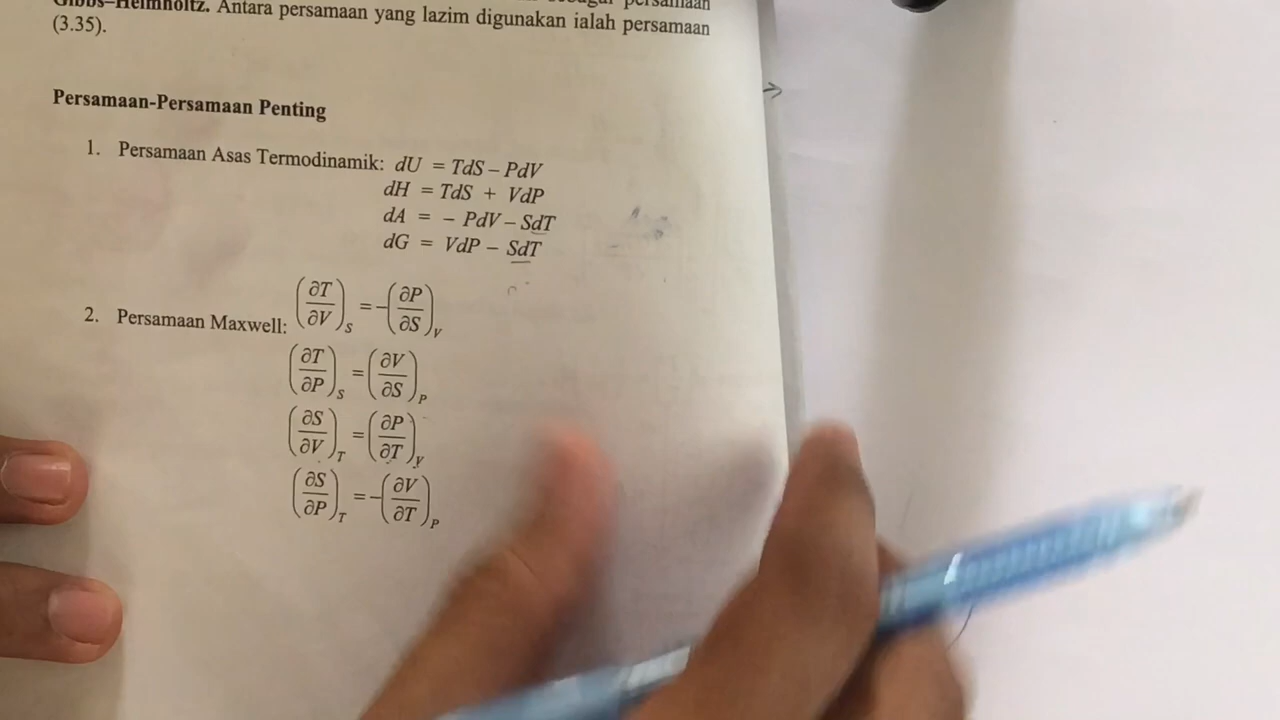 Gibbs–Helmholtz. Antara persamaan yang lazim digunakan ialah persamaan
(3.35).
Persamaan-Persamaan Penting
1. Persamaan Asas Termodinamik: dU = TdS – PdV
dH = TdS + VdP
dA = – PdV – SdT
dG = VdP – SdT
2. Persamaan Maxwell: (∂T/∂V)_S = –(∂P/∂S)_V
(∂T/∂P)_S = (∂V/∂S)_P
(∂S/∂V)_T = (∂P/∂T)_V
(∂S/∂P)_T = –(∂V/∂T)_P